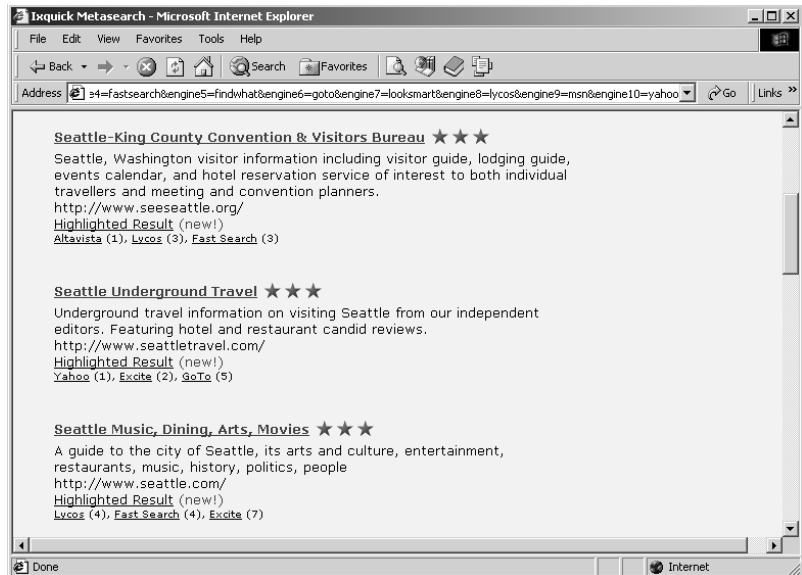 Ixquick Metasearch - Microsoft Internet Explorer
File Edit View Favorites Tools Help
Back Search Favorites
Address e4=fastsearch&engine5=findwhat&engine6=goto&engine7=looksmart&engine8=lycos&engine9=msn&engine10=yahoo Go Links »
Seattle-King County Convention & Visitors Bureau
Seattle, Washington visitor information including visitor guide, lodging guide,
events calendar, and hotel reservation service of interest to both individual
travellers and meeting and convention planners.
http://www.seeseattle.org/
Highlighted Result (new!)
Altavista (1), Lycos (3), Fast Search (3)
Seattle Underground Travel
Underground travel information on visiting Seattle from our independent
editors. Featuring hotel and restaurant candid reviews.
http://www.seattletravel.com/
Highlighted Result (new!)
Yahoo (1), Excite (2), GoTo (5)
Seattle Music, Dining, Arts, Movies
A guide to the city of Seattle, its arts and culture, entertainment,
restaurants, music, history, politics, people
http://www.seattle.com/
Highlighted Result (new!)
Lycos (4), Fast Search (4), Excite (7)
Done Internet